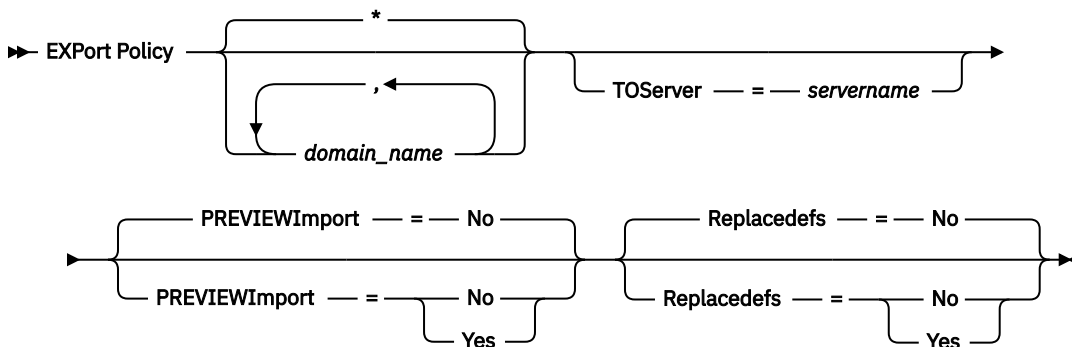 *
EXPort Policy
,
TOServer = servername
domain_name
PREVIEWImport = No
Replacedefs = No
PREVIEWImport = No
Replacedefs = No
Yes
Yes